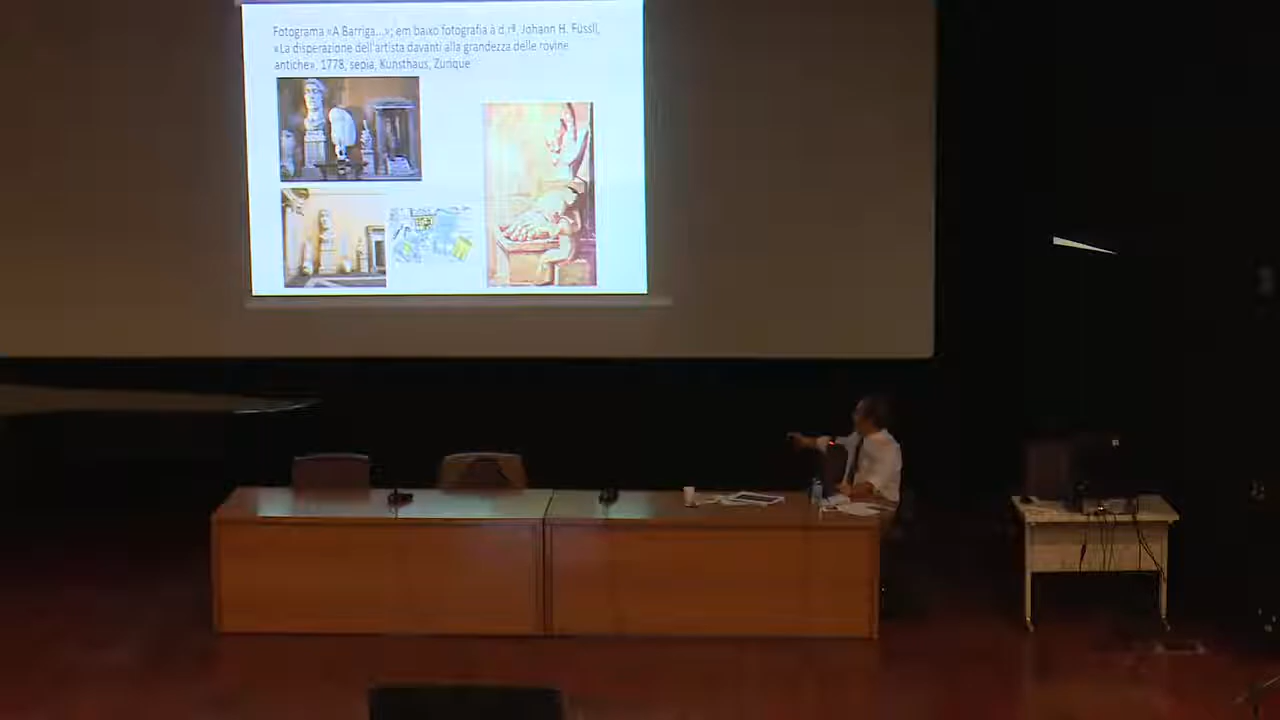 Fotograma «A Barriga...»; em baixo fotografia à d.rª, Johann H. Füssli,
«La disperazione dell'artista davanti alla grandezza delle rovine
antiche», 1778, sepia, Kunsthaus, Zurique